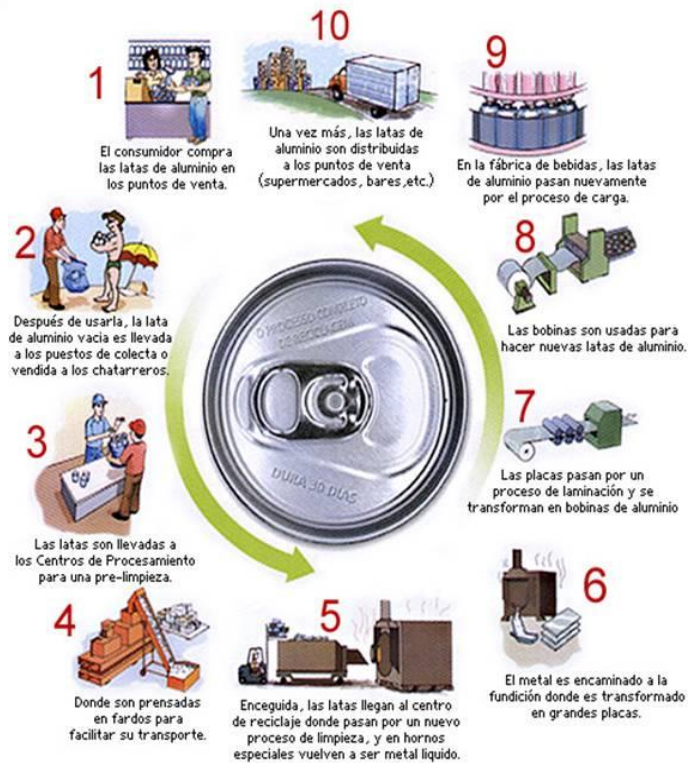 1
El consumidor compra
las latas de aluminio en
los puntos de venta.
2
Después de usarla, la lata
de aluminio vacia es llevada
a los puestos de colecta o
vendida a los chatarreros.
3
Las latas son llevadas a
los Centros de Procesamiento
para una pre-limpieza.
4
Donde son prensadas
en fardos para
facilitar su transporte.
5
Enceguida, las latas llegan al centro
de reciclaje donde pasan por un nuevo
proceso de limpieza, y en hornos
especiales vuelven a ser metal liquido.
6
El metal es encaminado a la
fundición donde es transformado
en grandes placas.
7
Las placas pasan por un
proceso de laminación y se
transforman en bobinas de aluminio
8
Las bobinas son usadas para
hacer nuevas latas de aluminio.
9
En la fábrica de bebidas, las latas
de aluminio pasan nuevamente
por el proceso de carga.
10
Una vez más, las latas de
aluminio son distribuidas
a los puntos de venta
(supermercados, bares,etc.)
O PROCESSO COMPLETO
DE RECICLAGEM
DURA 30 DIAS